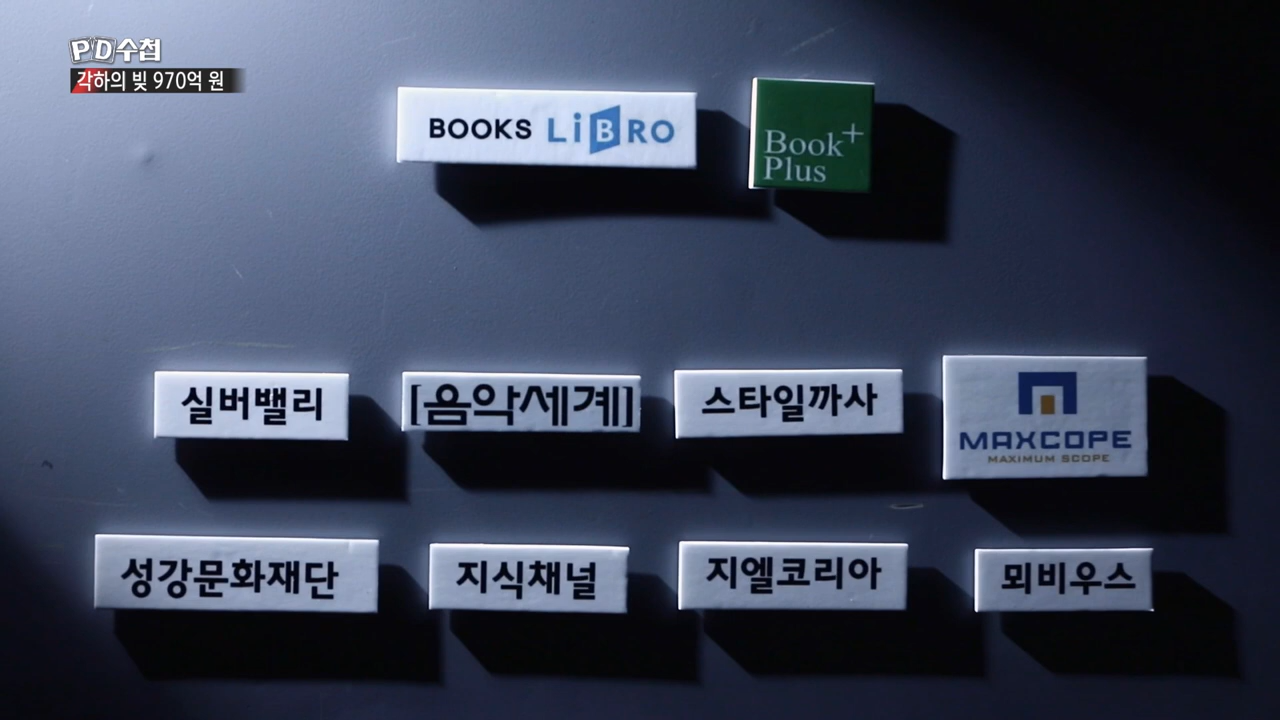 PD수첩
각하의 빚 970억 원
BOOKS LiBRO
Book+
Plus
실버밸리
[음악세계]
스타일까사
MAXCOPE
MAXIMUM SCOPE
성강문화재단
지식채널
지엘코리아
뫼비우스